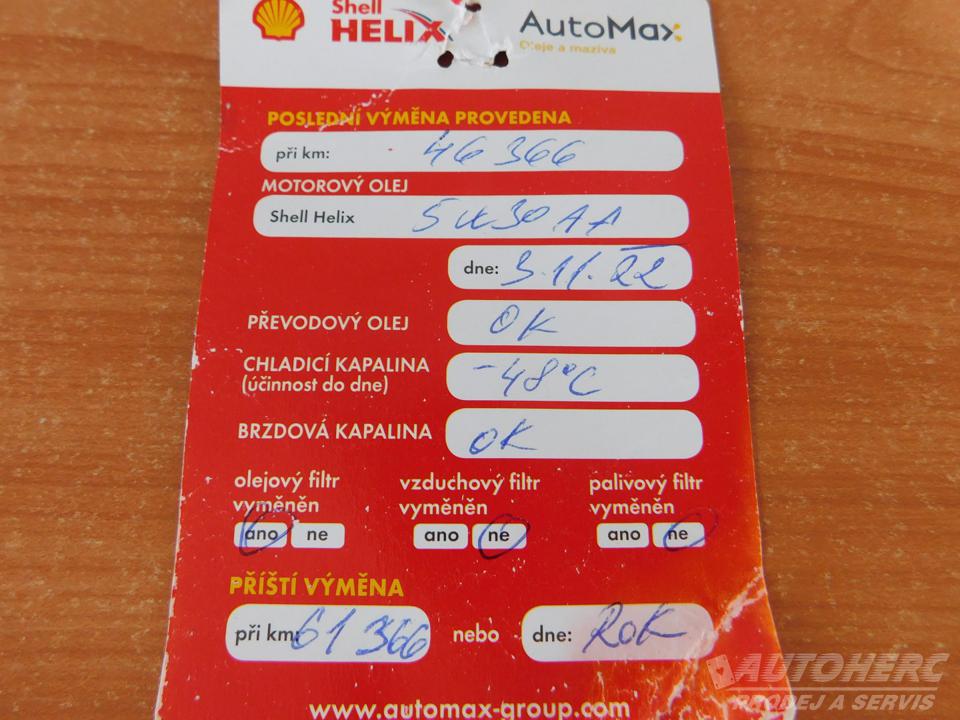 Shell
HELIX
AutoMax
Oleje a maziva
POSLEDNÍ VÝMĚNA PROVEDENA
při km: 46 366
MOTOROVÝ OLEJ
Shell Helix 5W30 AA
dne: 3.11.22
PŘEVODOVÝ OLEJ OK
CHLADICÍ KAPALINA
(účinnost do dne) -48°C
BRZDOVÁ KAPALINA OK
olejový filtr vzduchový filtr palivový filtr
vyměněn vyměněn vyměněn
ano ne ano ne ano ne
PŘÍŠTÍ VÝMĚNA
při km: 61 366 nebo dne: ROK
www.automax-group.com
AUTOHERC
PRODEJ A SERVIS